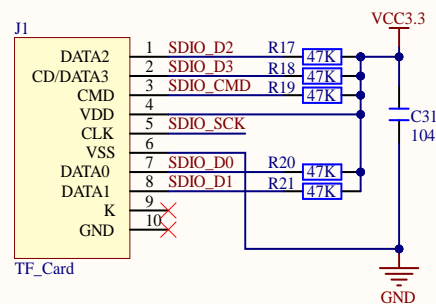 VCC3.3
J1
DATA2 1 SDIO_D2 R17 47K
CD/DATA3 2 SDIO_D3 R18 47K
CMD 3 SDIO_CMD R19 47K
VDD 4
CLK 5 SDIO_SCK
VSS 6
DATA0 7 SDIO_D0 R20 47K
DATA1 8 SDIO_D1 R21 47K
K 9
GND 10
C31
104
TF_Card
GND